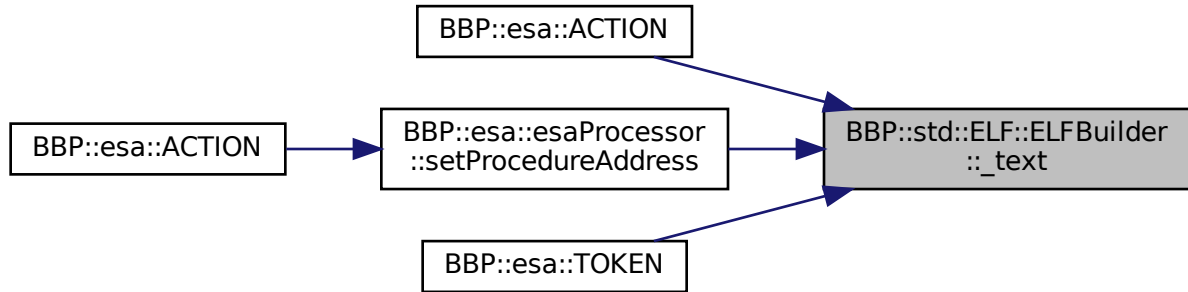 BBP::esa::ACTION
BBP::esa::ACTION
BBP::esa::esaProcessor
::setProcedureAddress
BBP::std::ELF::ELFBuilder
::_text
BBP::esa::TOKEN